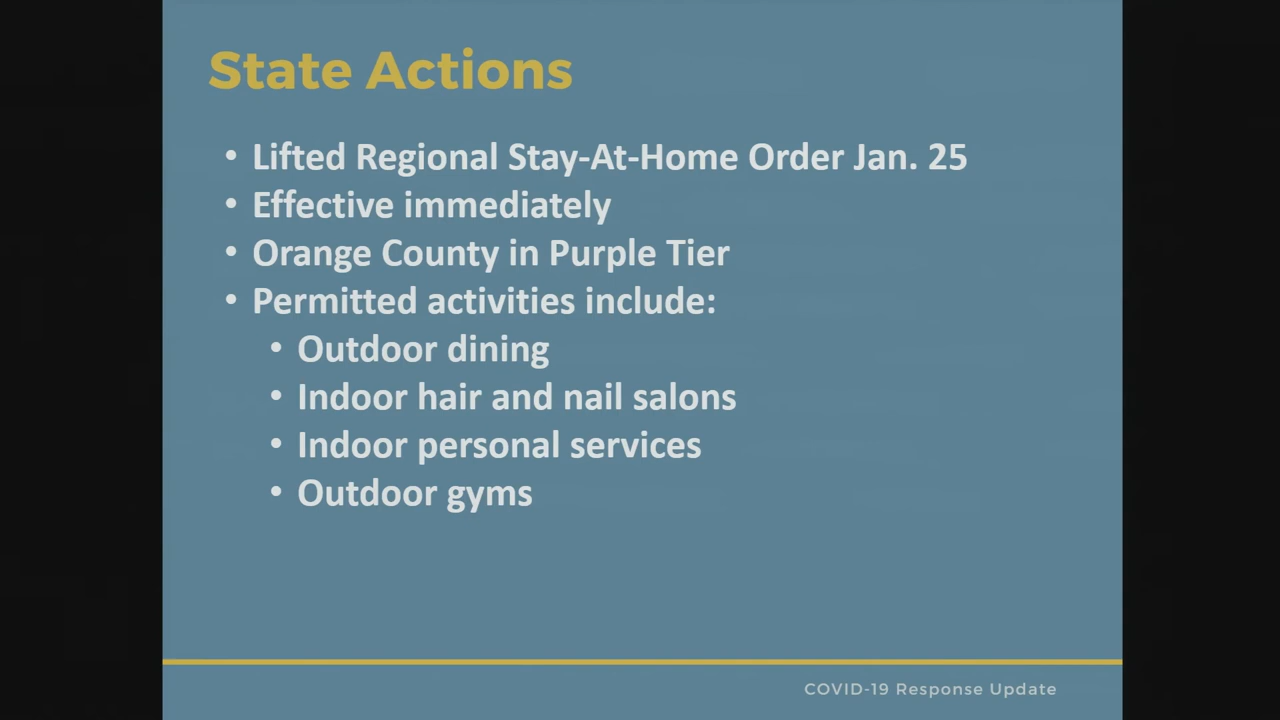 State Actions
• Lifted Regional Stay-At-Home Order Jan. 25
• Effective immediately
• Orange County in Purple Tier
• Permitted activities include:
• Outdoor dining
• Indoor hair and nail salons
• Indoor personal services
• Outdoor gyms
COVID-19 Response Update